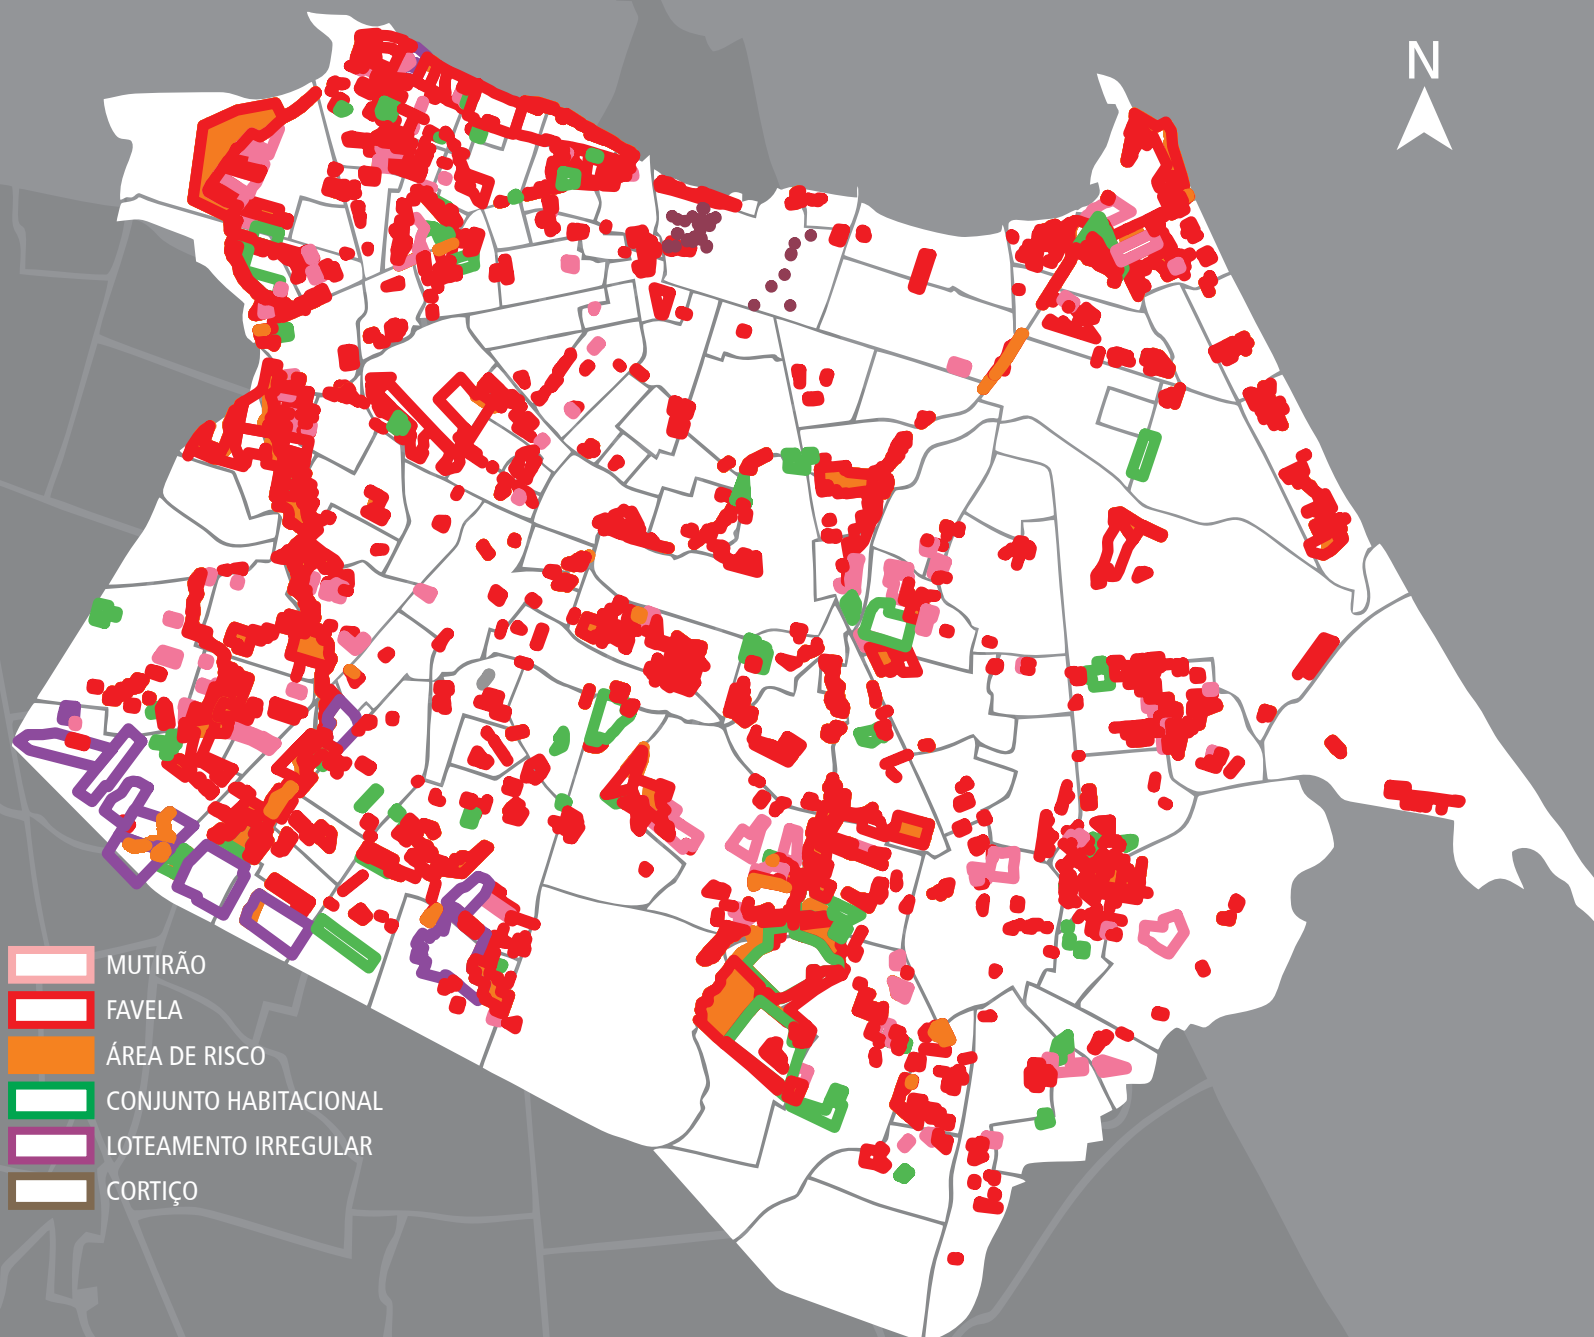 N
MUTIRÃO
FAVELA
ÁREA DE RISCO
CONJUNTO HABITACIONAL
LOTEAMENTO IRREGULAR
CORTIÇO